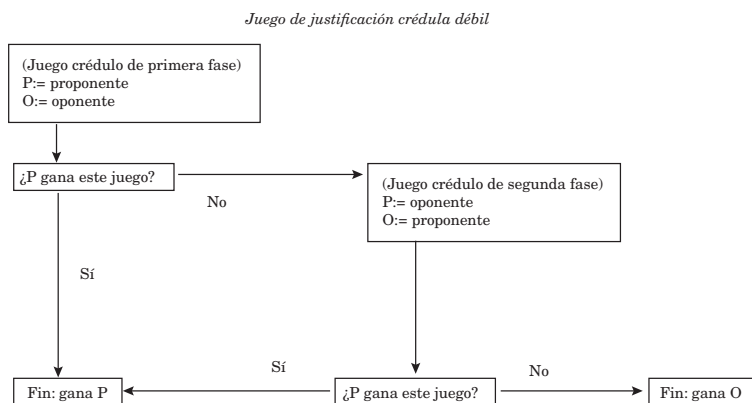 Juego de justificación crédula débil
(Juego crédulo de primera fase)
P:= proponente
O:= oponente
¿P gana este juego?
No
(Juego crédulo de segunda fase)
P:= oponente
O:= proponente
Sí
Fin: gana P
Sí
¿P gana este juego?
No
Fin: gana O